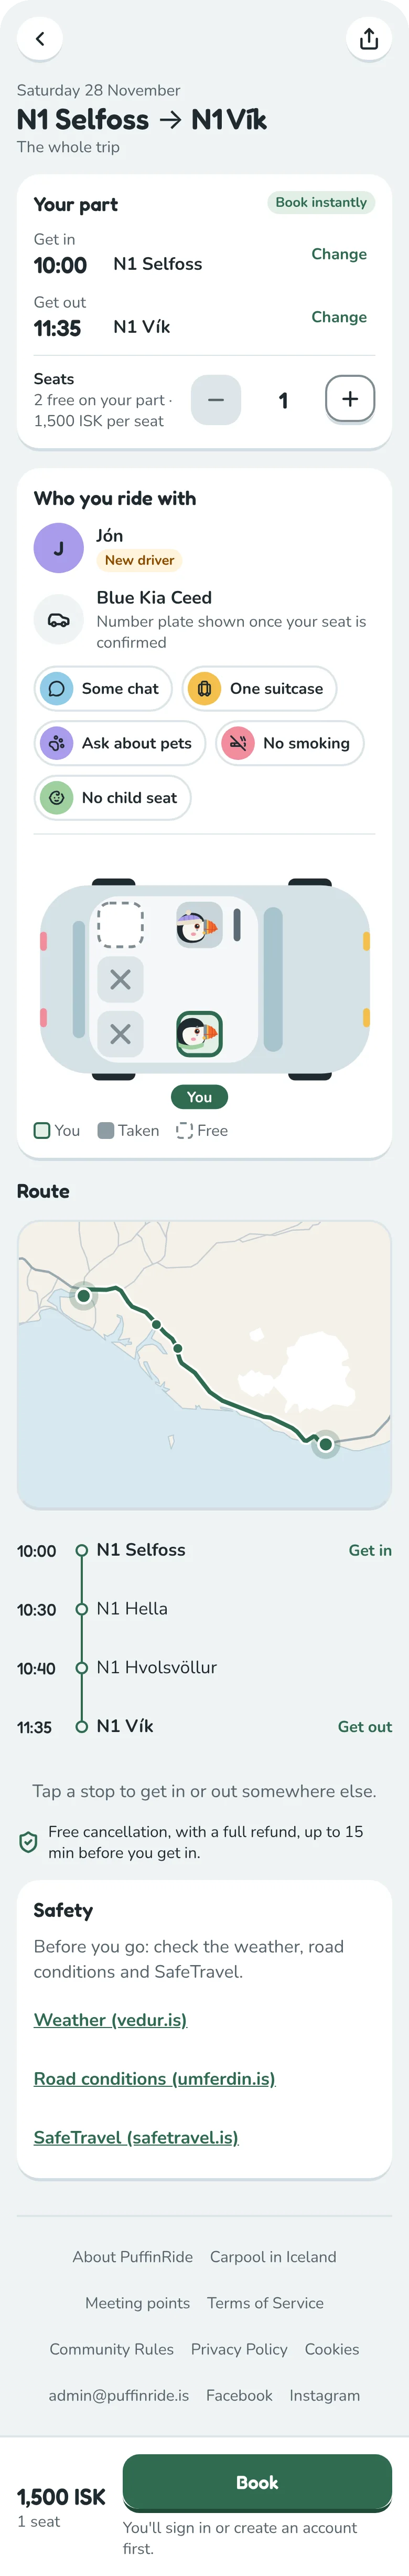 Saturday 28 November
N1 Selfoss → N1 Vík
The whole trip
Your part
Book instantly
Get in
10:00 N1 Selfoss
Change
Get out
11:35 N1 Vík
Change
Seats
2 free on your part ·
1,500 ISK per seat
1
Who you ride with
J
Jón
New driver
Blue Kia Ceed
Number plate shown once your seat is
confirmed
Some chat
One suitcase
Ask about pets
No smoking
No child seat
You
You Taken Free
Route
10:00 N1 Selfoss Get in
10:30 N1 Hella
10:40 N1 Hvolsvöllur
11:35 N1 Vík Get out
Tap a stop to get in or out somewhere else.
Free cancellation, with a full refund, up to 15
min before you get in.
Safety
Before you go: check the weather, road
conditions and SafeTravel.
Weather (vedur.is)
Road conditions (umferdin.is)
SafeTravel (safetravel.is)
About PuffinRide Carpool in Iceland
Meeting points Terms of Service
Community Rules Privacy Policy Cookies
admin@puffinride.is Facebook Instagram
1,500 ISK
1 seat
Book
You'll sign in or create an account
first.